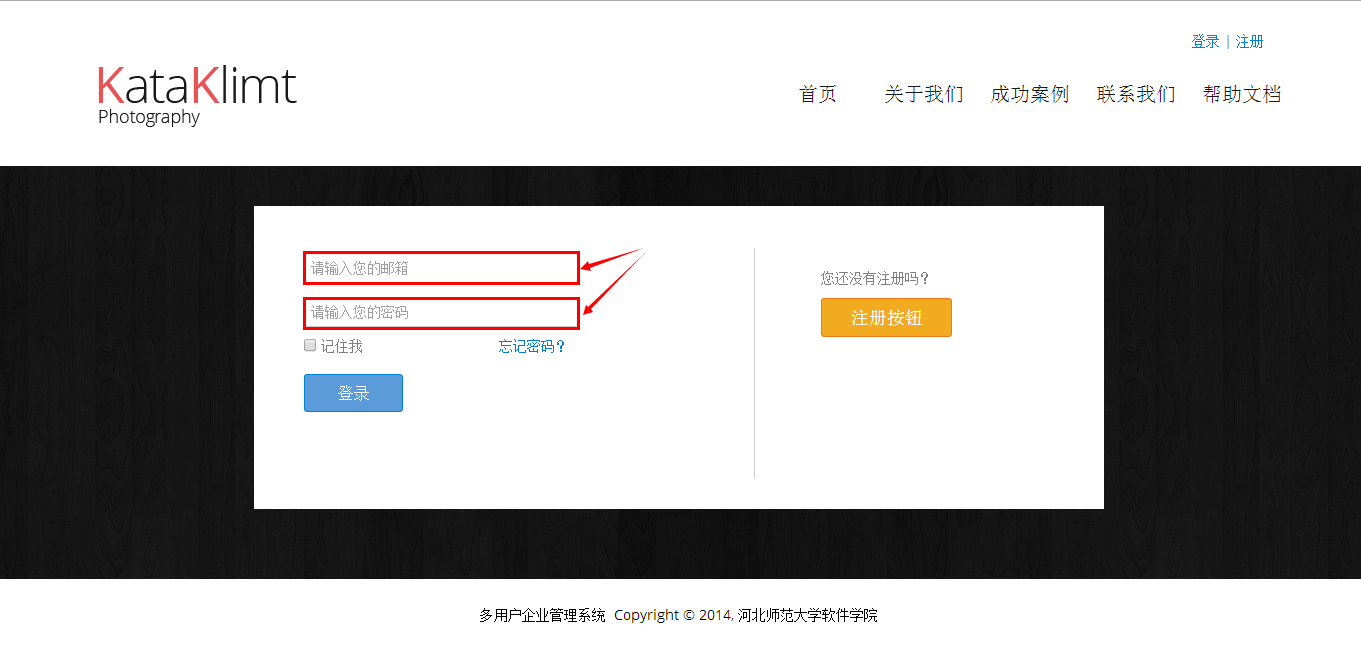 登录 | 注册
KataKlimt
Photography
首页 关于我们 成功案例 联系我们 帮助文档
请输入您的邮箱
请输入您的密码
记住我 忘记密码？
登录
您还没有注册吗？
注册按钮
多用户企业管理系统 Copyright © 2014, 河北师范大学软件学院